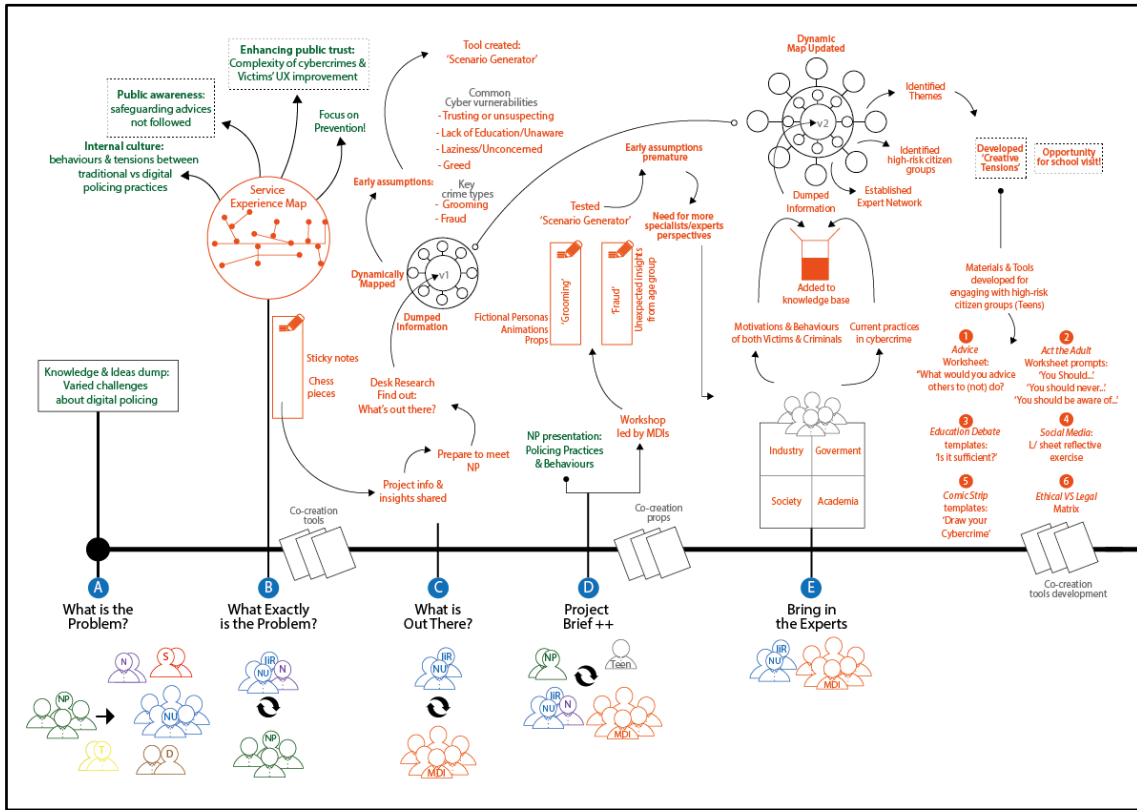 Enhancing public trust:
Complexity of cybercrimes &
Victims' UX improvement
Public awareness:
safeguarding advices
not followed
Focus on
Prevention!
Internal culture:
behaviours & tensions between
traditional vs digital
policing practices
Service
Experience Map
Knowledge & Ideas dump:
Varied challenges
about digital policing
Sticky notes
Chess
pieces
Tool created:
'Scenario Generator'
Common
Cyber vurnerabilities
- Trusting or unsuspecting
- Lack of Education/Unaware
- Laziness/Unconcerned
- Greed
Early assumptions:
Key
crime types
- Grooming
- Fraud
Dynamically
Mapped
v1
Dumped
Information
Desk Research
Find out:
What's out there?
Prepare to meet
NP
Project info &
insights shared
Early assumptions
premature
Tested
'Scenario Generator'
Need for more
specialists/experts
perspectives
'Grooming'
'Fraud'
Unexpected insights
from age group
Fictional Personas
Animations
Props
NP presentation:
Policing Practices
& Behaviours
Workshop
led by MDIs
Dynamic
Map Updated
v2
Identified
Themes
Identified
high-risk citizen
groups
Established
Expert Network
Dumped
Information
Added to
knowledge base
Motivations & Behaviours
of both Victims & Criminals
Current practices
in cybercrime
Industry
Goverment
Society
Academia
Developed
'Creative
Tensions'
Opportunity
for school visit!
Materials & Tools
developed for
engaging with high-risk
citizen groups (Teens)
1
Advice
Worksheet:
"What would you advice
others to (not) do?
2
Act the Adult
Worksheet prompts:
'You Should...'
'You should never...'
'You should be aware of...'
3
Education Debate
templates:
'Is it sufficient?'
4
Social Media:
L/ sheet reflective
exercise
5
Comic Strip
templates:
'Draw your
Cybercrime'
6
Ethical VS Legal
Matrix
Co-creation
tools
Co-creation
props
Co-creation
tools development
A
What is the
Problem?
B
What Exactly
is the Problem?
C
What is
Out There?
D
Project
Brief ++
E
Bring in
the Experts
N
S
NP
NU
T
D
IiR
NU
N
NP
IiR
NU
MDI
NP
Teen
IiR
NU
N
MDI
IiR
NU
MDI